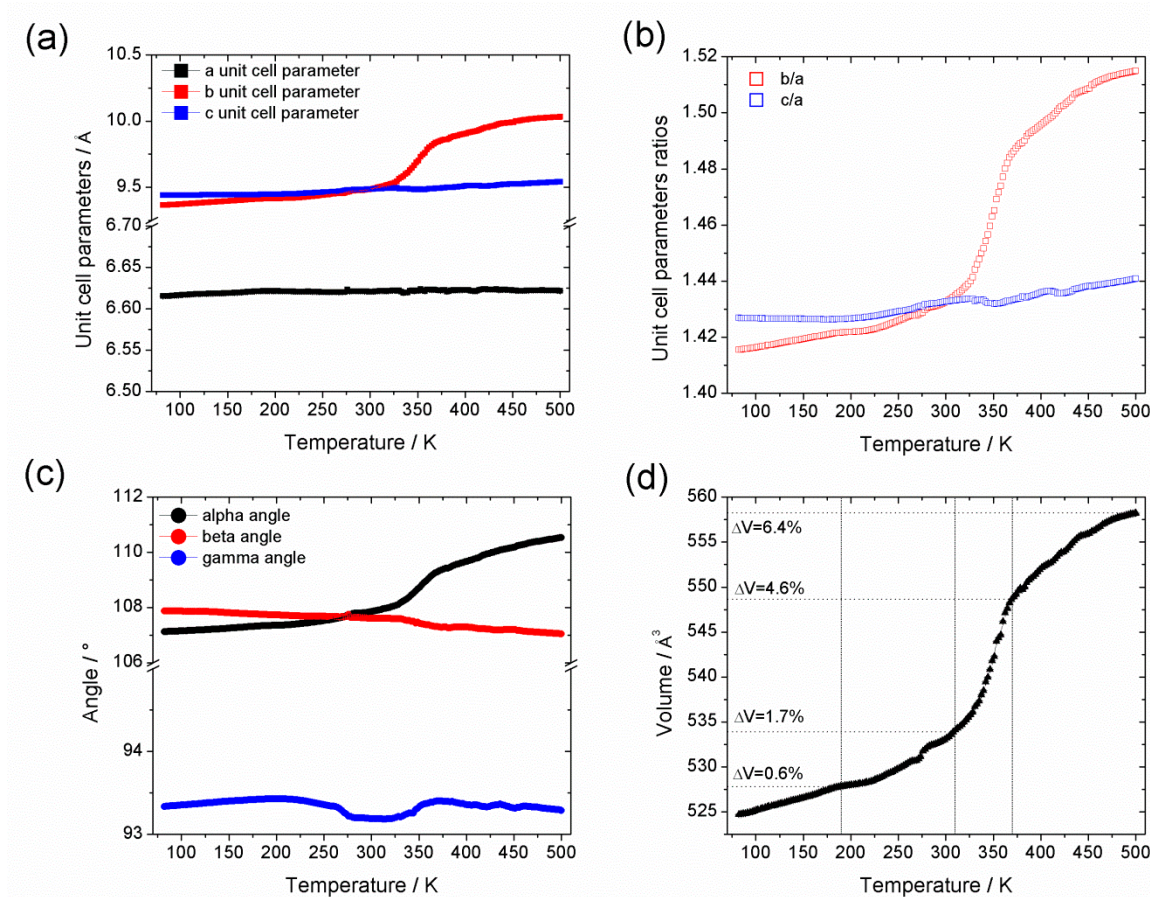 (a)
10.5
10.0
9.5
6.70
6.65
6.60
6.55
6.50
Unit cell parameters / Å
a unit cell parameter
b unit cell parameter
c unit cell parameter
100 150 200 250 300 350 400 450 500
Temperature / K
(b)
1.52
1.50
1.48
1.46
1.44
1.42
1.40
Unit cell parameters ratios
b/a
c/a
100 150 200 250 300 350 400 450 500
Temperature / K
(c)
112
110
108
106
94
93
Angle / °
alpha angle
beta angle
gamma angle
100 150 200 250 300 350 400 450 500
Temperature / K
(d)
560
555
550
545
540
535
530
525
Volume / Å³
ΔV=6.4%
ΔV=4.6%
ΔV=1.7%
ΔV=0.6%
100 150 200 250 300 350 400 450 500
Temperature / K